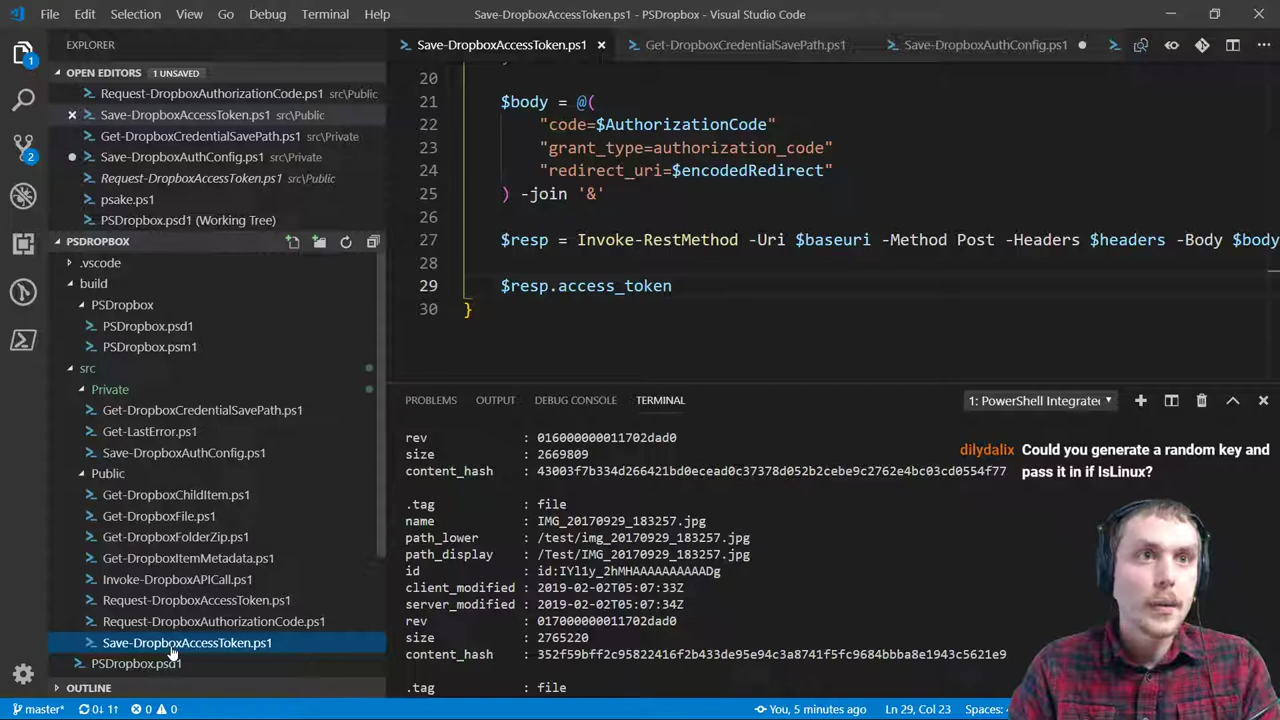 File Edit Selection View Go Debug Terminal Help Save-DropboxAccessToken.ps1 - PSDropbox - Visual Studio Code
EXPLORER
OPEN EDITORS 1 UNSAVED
Request-DropboxAuthorizationCode.ps1 src\Public
Save-DropboxAccessToken.ps1 src\Public
Get-DropboxCredentialSavePath.ps1 src\Private
Save-DropboxAuthConfig.ps1 src\Private
Request-DropboxAccessToken.ps1 src\Public
psake.ps1
PSDropbox.psd1 (Working Tree)
PSDROPBOX
.vscode
build
PSDropbox
PSDropbox.psd1
PSDropbox.psm1
src
Private
Get-DropboxCredentialSavePath.ps1
Get-LastError.ps1
Save-DropboxAuthConfig.ps1
Public
Get-DropboxChildItem.ps1
Get-DropboxFile.ps1
Get-DropboxFolderZip.ps1
Get-DropboxItemMetadata.ps1
Invoke-DropboxAPICall.ps1
Request-DropboxAccessToken.ps1
Request-DropboxAuthorizationCode.ps1
Save-DropboxAccessToken.ps1
PSDropbox.psd1
OUTLINE
1
2
Save-DropboxAccessToken.ps1 Get-DropboxCredentialSavePath.ps1 Save-DropboxAuthConfig.ps1
20
21 $body = @(
22 "code=$AuthorizationCode"
23 "grant_type=authorization_code"
24 "redirect_uri=$encodedRedirect"
25 ) -join '&'
26
27 $resp = Invoke-RestMethod -Uri $baseuri -Method Post -Headers $headers -Body $body
28
29 $resp.access_token
30 }
PROBLEMS OUTPUT DEBUG CONSOLE TERMINAL 1: PowerShell Integrate
rev : 016000000011702dad0
size : 2669809
content_hash : 43003f7b334d266421bd0ecead0c37378d052b2cebe9c2762e4bc03cd0554f77
.tag : file
name : IMG_20170929_183257.jpg
path_lower : /test/img_20170929_183257.jpg
path_display : /Test/IMG_20170929_183257.jpg
id : id:IYl1y_2hMHAAAAAAAAAADg
client_modified : 2019-02-02T05:07:33Z
server_modified : 2019-02-02T05:07:34Z
rev : 017000000011702dad0
size : 2765220
content_hash : 352f59bff2c95822416f2b433de95e94c3a8741f5fc9684bbba8e1943c5621e9
.tag : file
dilydalix Could you generate a random key and
pass it in if IsLinux?
master* 0↓ 1↑ 0 0 You, 5 minutes ago Ln 29, Col 23 Spaces: